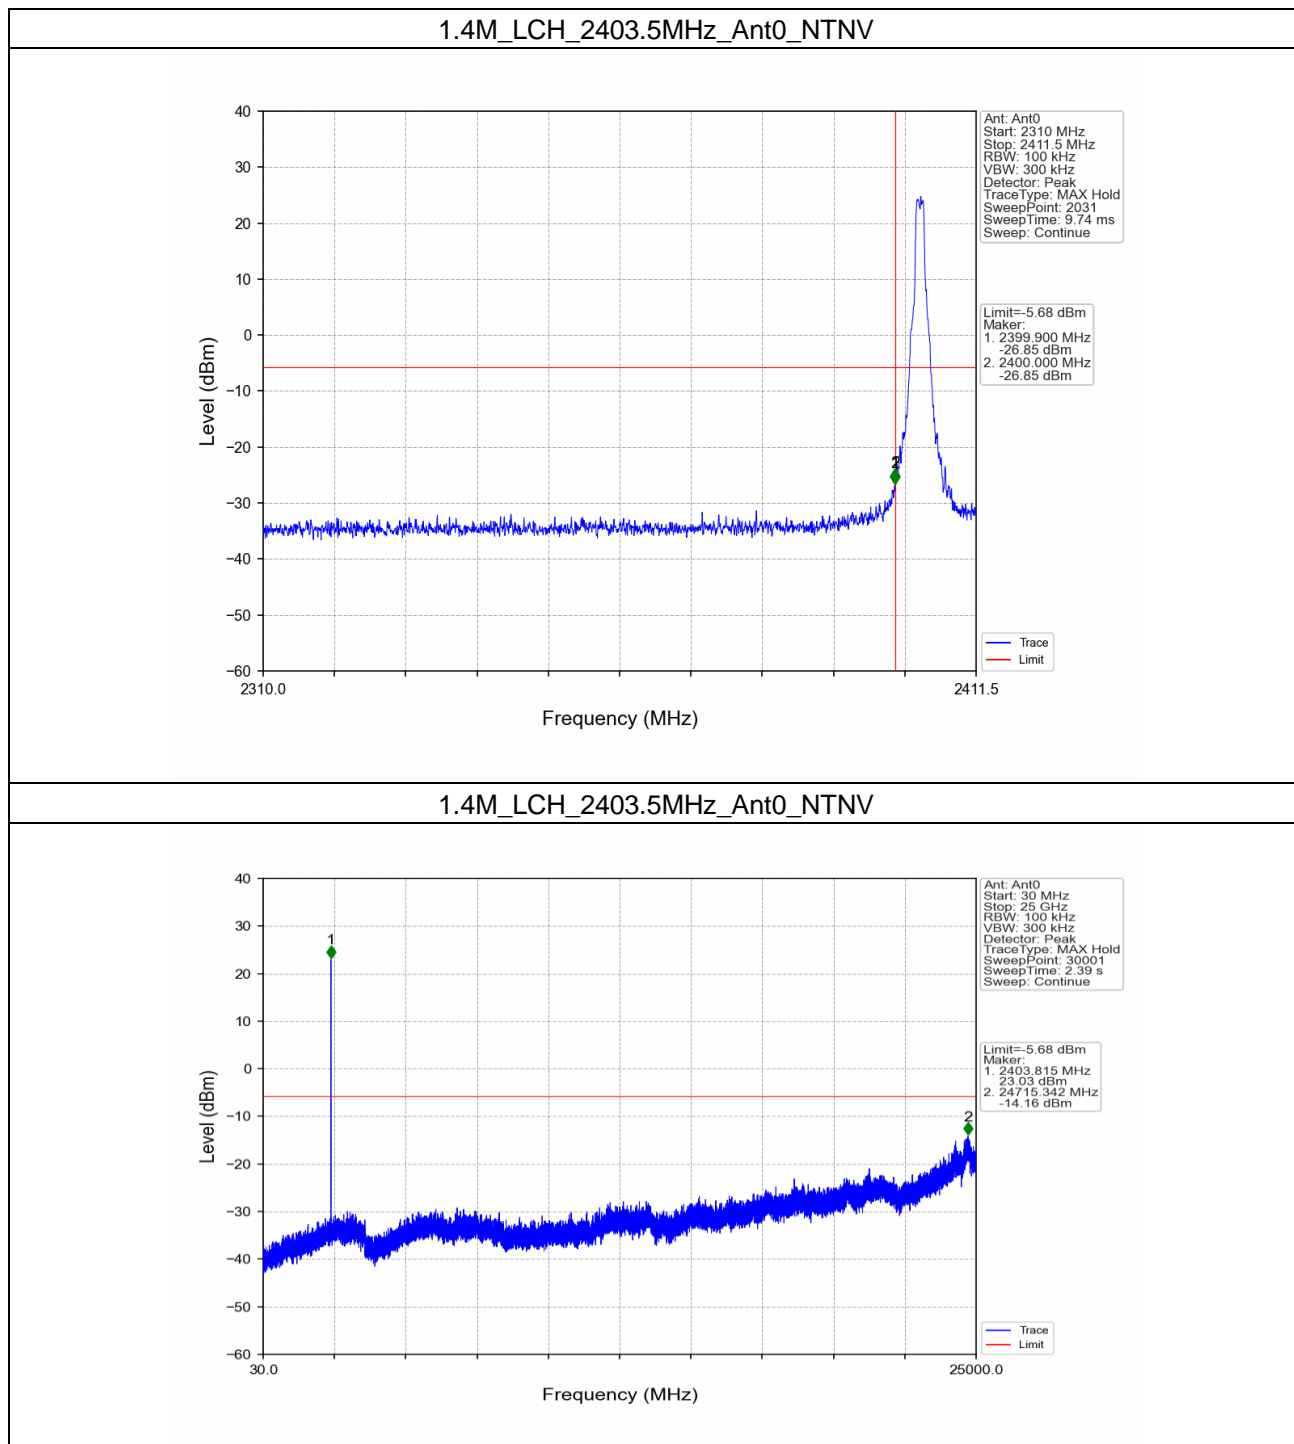 1.4M_LCH_2403.5MHz_Ant0_NTNV
40
30
20
10
0
−10
−20
−30
−40
−50
−60
Level (dBm)
2310.0
2411.5
Frequency (MHz)
Ant: Ant0
Start: 2310 MHz
Stop: 2411.5 MHz
RBW: 100 kHz
VBW: 300 kHz
Detector: Peak
TraceType: MAX Hold
SweepPoint: 2031
SweepTime: 9.74 ms
Sweep: Continue
Limit=-5.68 dBm
Maker:
1. 2399.900 MHz
-26.85 dBm
2. 2400.000 MHz
-26.85 dBm
2
Trace
Limit
1.4M_LCH_2403.5MHz_Ant0_NTNV
40
30
20
10
0
−10
−20
−30
−40
−50
−60
Level (dBm)
30.0
25000.0
Frequency (MHz)
1
2
Ant: Ant0
Start: 30 MHz
Stop: 25 GHz
RBW: 100 kHz
VBW: 300 kHz
Detector: Peak
TraceType: MAX Hold
SweepPoint: 30001
SweepTime: 2.39 s
Sweep: Continue
Limit=-5.68 dBm
Maker:
1. 2403.815 MHz
23.03 dBm
2. 24715.342 MHz
-14.16 dBm
Trace
Limit